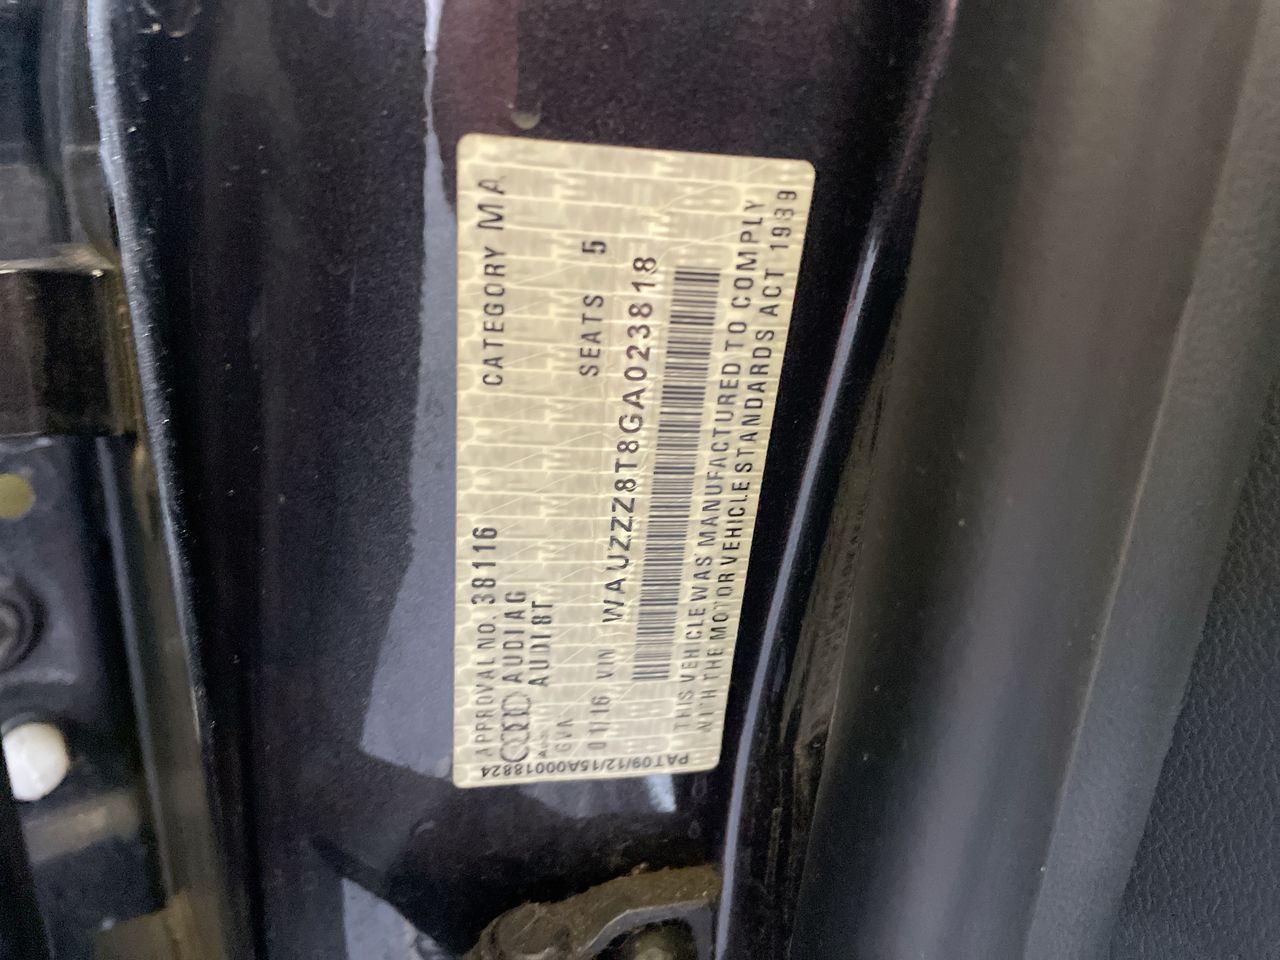 APPROVAL NO. 38116 CATEGORY MA
AUDI AG
AUDI 8T
GVA SEATS 5
01/16 VIN WAUZZZ8T8GA023818
THIS VEHICLE WAS MANUFACTURED TO COMPLY
WITH THE MOTOR VEHICLE STANDARDS ACT 1989
PAT09/12/15A00018824